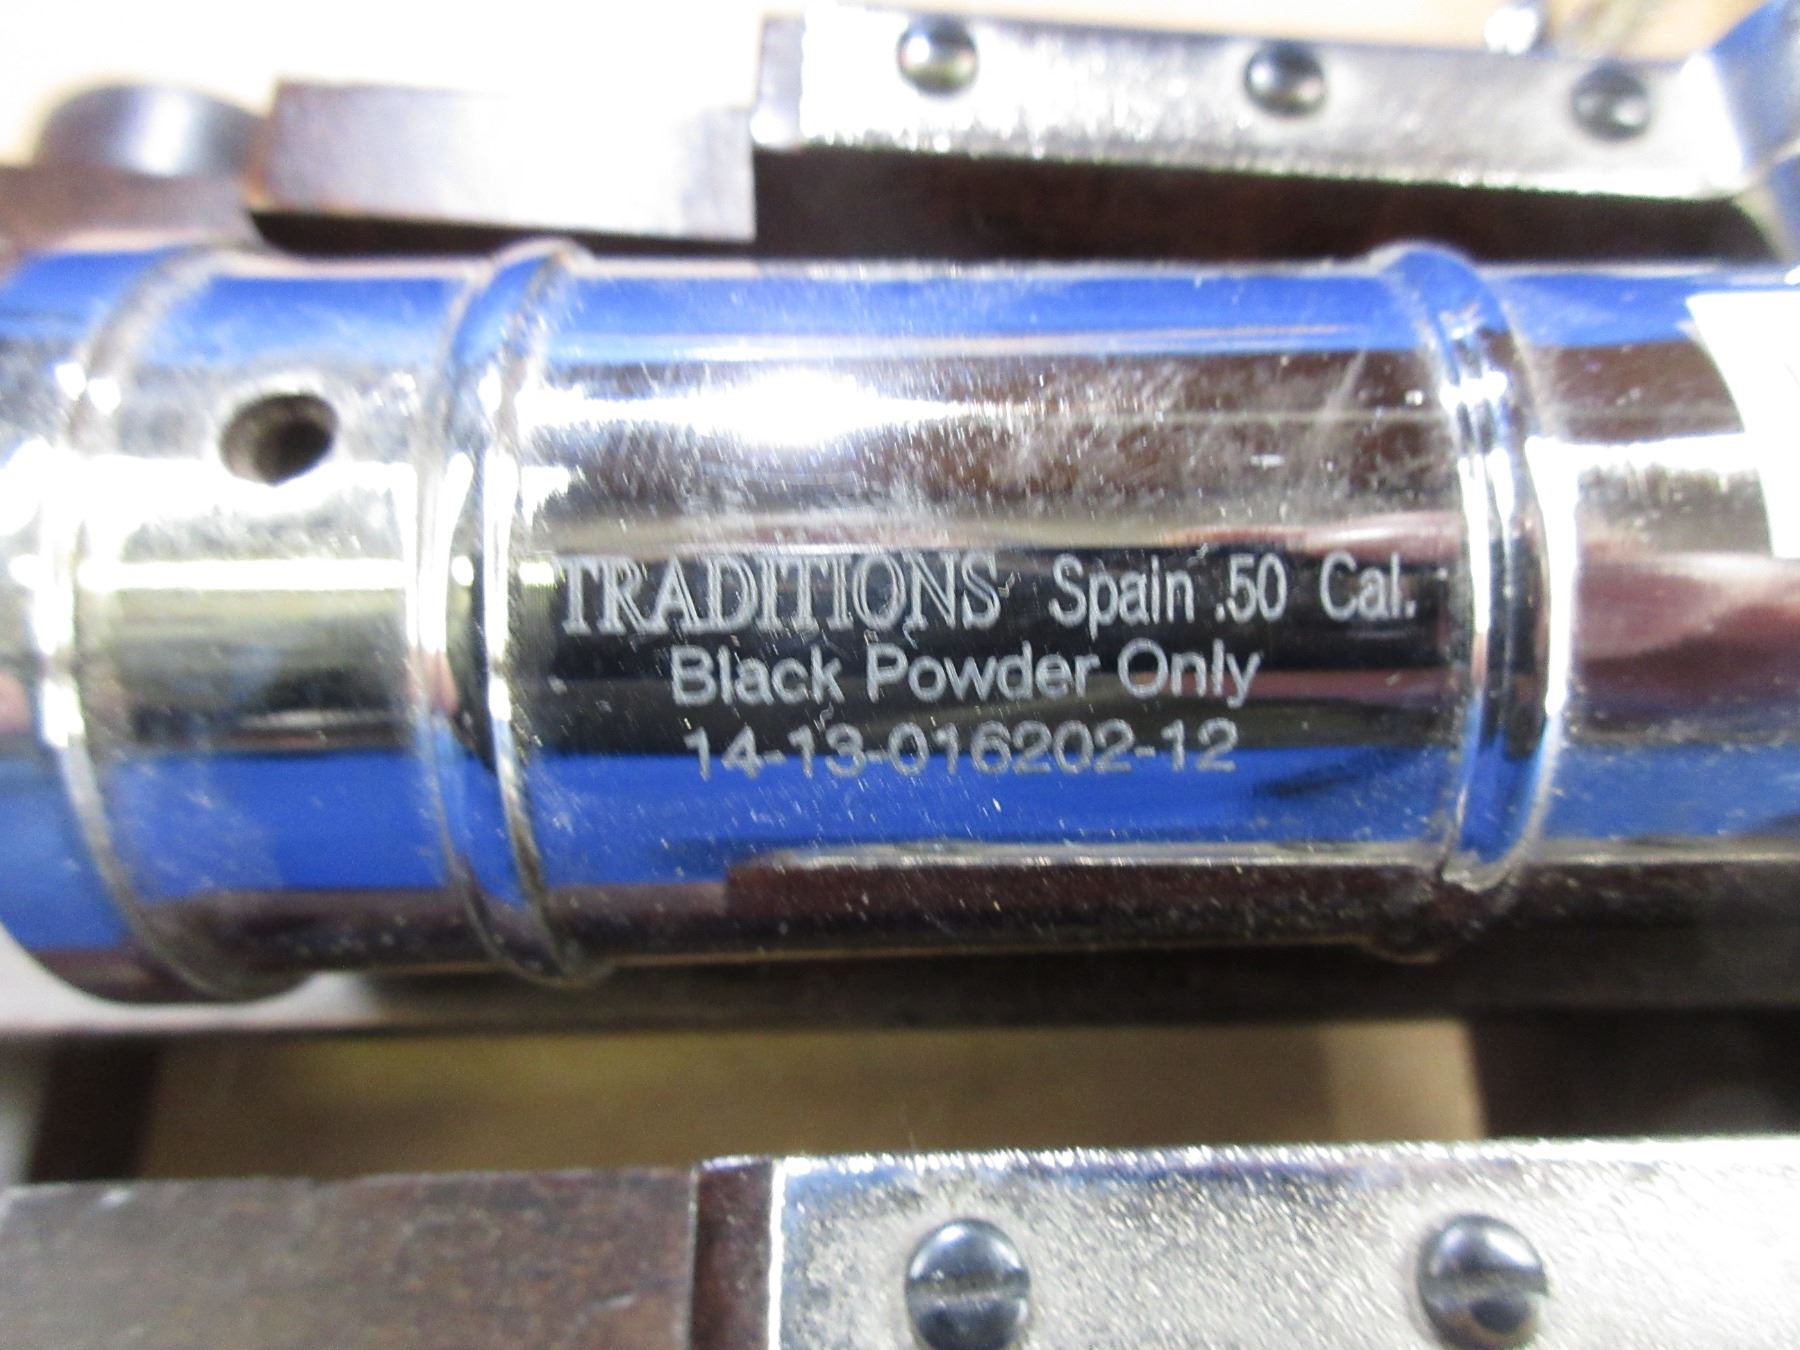 TRADITIONS Spain .50 Cal.
Black Powder Only
14-13-016202-12